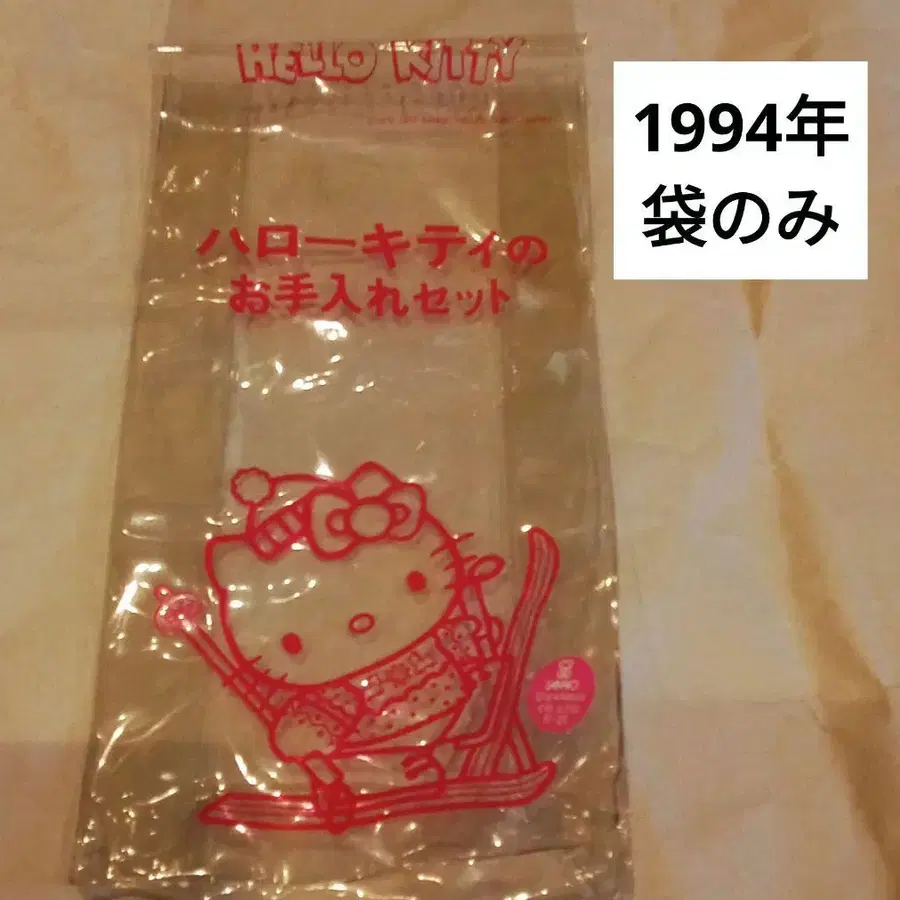 HELLO KITTY
ハローキティの
お手入れセット
1994年
袋のみ